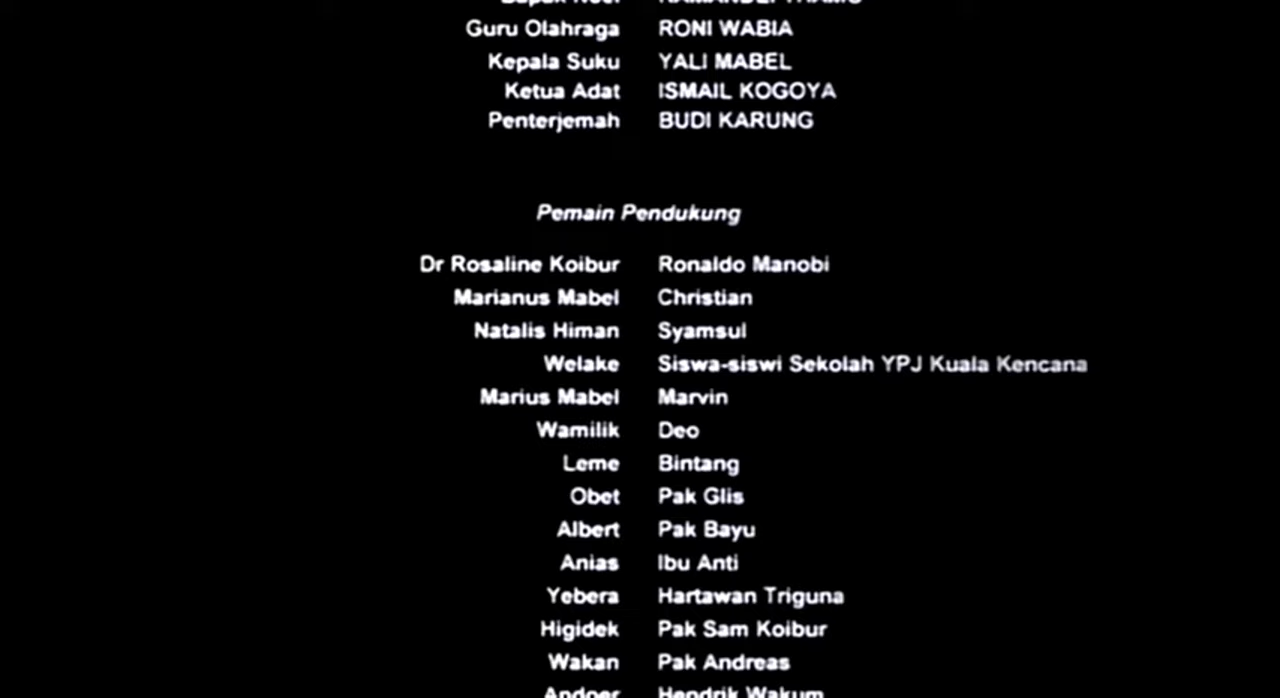 Guru Olahraga RONI WABIA
Kepala Suku YALI MABEL
Ketua Adat ISMAIL KOGOYA
Penterjemah BUDI KARUNG
Pemain Pendukung
Dr Rosaline Koibur Ronaldo Manobi
Marianus Mabel Christian
Natalis Himan Syamsul
Welake Siswa-siswi Sekolah YPJ Kuala Kencana
Marius Mabel Marvin
Wamilik Deo
Leme Bintang
Obet Pak Glis
Albert Pak Bayu
Anias Ibu Anti
Yebera Hartawan Triguna
Higidek Pak Sam Koibur
Wakan Pak Andreas
Andoer Hendrik Wakum